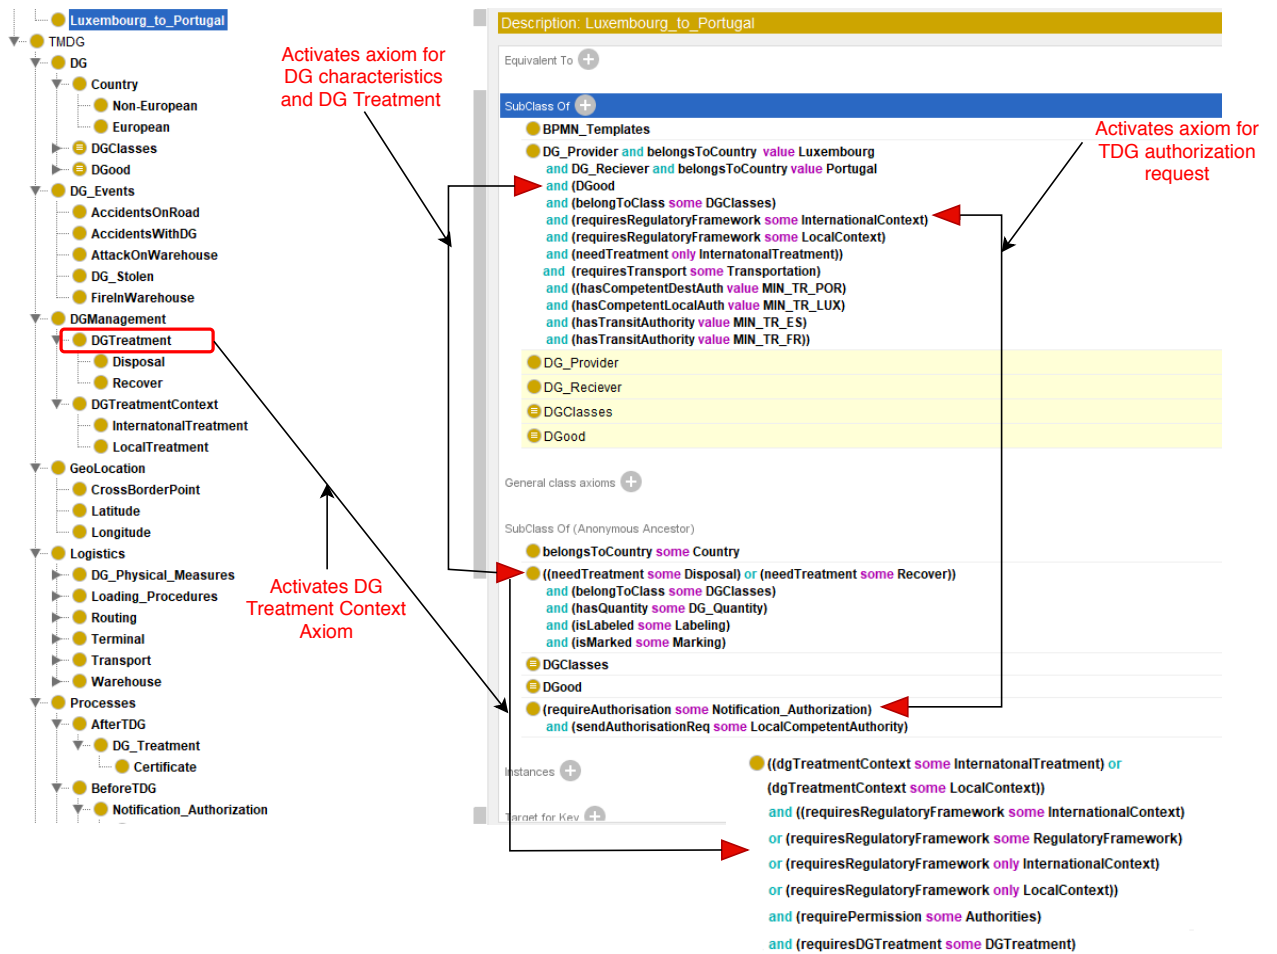 Luxembourg_to_Portugal
TMDG
DG
Country
Non-European
European
DGClasses
DGood
DG_Events
AccidentsOnRoad
AccidentsWithDG
AttackOnWarehouse
DG_Stolen
FireInWarehouse
DGManagement
DGTreatment
Disposal
Recover
DGTreatmentContext
InternatonalTreatment
LocalTreatment
GeoLocation
CrossBorderPoint
Latitude
Longitude
Logistics
DG_Physical_Measures
Loading_Procedures
Routing
Terminal
Transport
Warehouse
Processes
AfterTDG
DG_Treatment
Certificate
BeforeTDG
Notification_Authorization
Activates axiom for
DG characteristics
and DG Treatment
Activates DG
Treatment Context
Axiom
Description: Luxembourg_to_Portugal
Equivalent To
SubClass Of
BPMN_Templates
DG_Provider and belongsToCountry value Luxembourg
and DG_Reciever and belongsToCountry value Portugal
and (DGood
and (belongToClass some DGClasses)
and (requiresRegulatoryFramework some InternationalContext)
and (requiresRegulatoryFramework some LocalContext)
and (needTreatment only InternatonalTreatment))
and (requiresTransport some Transportation)
and ((hasCompetentDestAuth value MIN_TR_POR)
and (hasCompetentLocalAuth value MIN_TR_LUX)
and (hasTransitAuthority value MIN_TR_ES)
and (hasTransitAuthority value MIN_TR_FR))
DG_Provider
DG_Reciever
DGClasses
DGood
General class axioms
SubClass Of (Anonymous Ancestor)
belongsToCountry some Country
((needTreatment some Disposal) or (needTreatment some Recover))
and (belongToClass some DGClasses)
and (hasQuantity some DG_Quantity)
and (isLabeled some Labeling)
and (isMarked some Marking)
DGClasses
DGood
(requireAuthorisation some Notification_Authorization)
and (sendAuthorisationReq some LocalCompetentAuthority)
Instances
Target for Key
Activates axiom for
TDG authorization
request
((dgTreatmentContext some InternatonalTreatment) or
(dgTreatmentContext some LocalContext))
and ((requiresRegulatoryFramework some InternationalContext)
or (requiresRegulatoryFramework some RegulatoryFramework)
or (requiresRegulatoryFramework only InternationalContext)
or (requiresRegulatoryFramework only LocalContext))
and (requirePermission some Authorities)
and (requiresDGTreatment some DGTreatment)